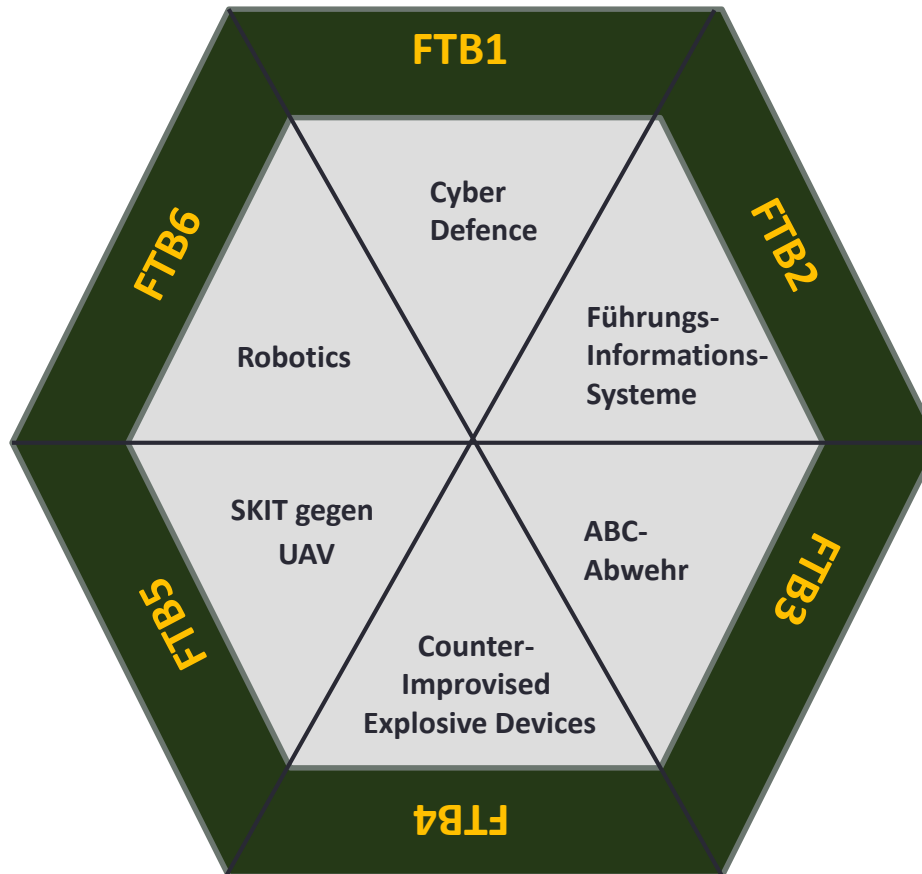 FTB1
Cyber
Defence
FTB2
Führungs-
Informations-
Systeme
FTB3
ABC-
Abwehr
FTB4
Counter-
Improvised
Explosive Devices
FTB5
SKIT gegen
UAV
FTB6
Robotics